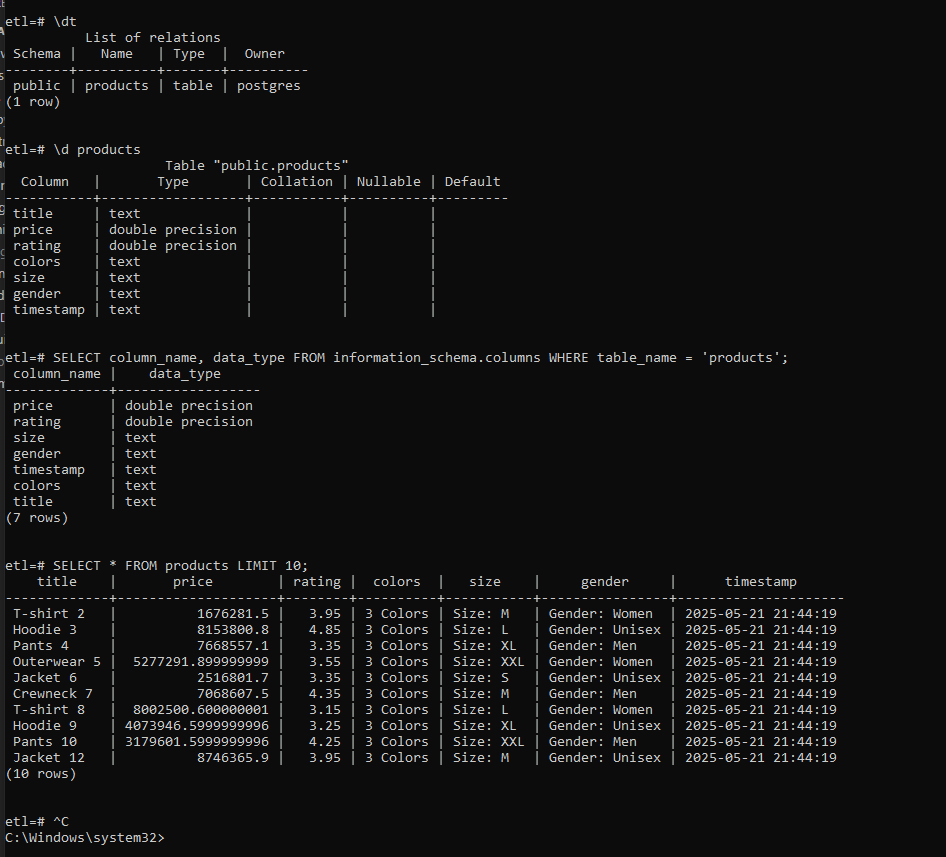 etl=# \dt
List of relations
Schema | Name | Type | Owner
--------+----------+-------+----------
public | products | table | postgres
(1 row)
etl=# \d products
Table "public.products"
Column | Type | Collation | Nullable | Default
-----------+------------------+-----------+----------+---------
title | text | | |
price | double precision | | |
rating | double precision | | |
colors | text | | |
size | text | | |
gender | text | | |
timestamp | text | | |
etl=# SELECT column_name, data_type FROM information_schema.columns WHERE table_name = 'products';
column_name | data_type
-------------+------------------
price | double precision
rating | double precision
size | text
gender | text
timestamp | text
colors | text
title | text
(7 rows)
etl=# SELECT * FROM products LIMIT 10;
title | price | rating | colors | size | gender | timestamp
-------------+--------------------+--------+----------+-----------+----------------+---------------------
T-shirt 2 | 1676281.5 | 3.95 | 3 Colors | Size: M | Gender: Women | 2025-05-21 21:44:19
Hoodie 3 | 8153800.8 | 4.85 | 3 Colors | Size: L | Gender: Unisex | 2025-05-21 21:44:19
Pants 4 | 7668557.1 | 3.35 | 3 Colors | Size: XL | Gender: Men | 2025-05-21 21:44:19
Outerwear 5 | 5277291.899999999 | 3.55 | 3 Colors | Size: XXL | Gender: Women | 2025-05-21 21:44:19
Jacket 6 | 2516801.7 | 3.35 | 3 Colors | Size: S | Gender: Unisex | 2025-05-21 21:44:19
Crewneck 7 | 7068607.5 | 4.35 | 3 Colors | Size: M | Gender: Men | 2025-05-21 21:44:19
T-shirt 8 | 8002500.600000001 | 3.15 | 3 Colors | Size: L | Gender: Women | 2025-05-21 21:44:19
Hoodie 9 | 4073946.5999999996 | 3.25 | 3 Colors | Size: XL | Gender: Unisex | 2025-05-21 21:44:19
Pants 10 | 3179601.5999999996 | 4.25 | 3 Colors | Size: XXL | Gender: Men | 2025-05-21 21:44:19
Jacket 12 | 8746365.9 | 3.95 | 3 Colors | Size: M | Gender: Unisex | 2025-05-21 21:44:19
(10 rows)
etl=# ^C
C:\Windows\system32>